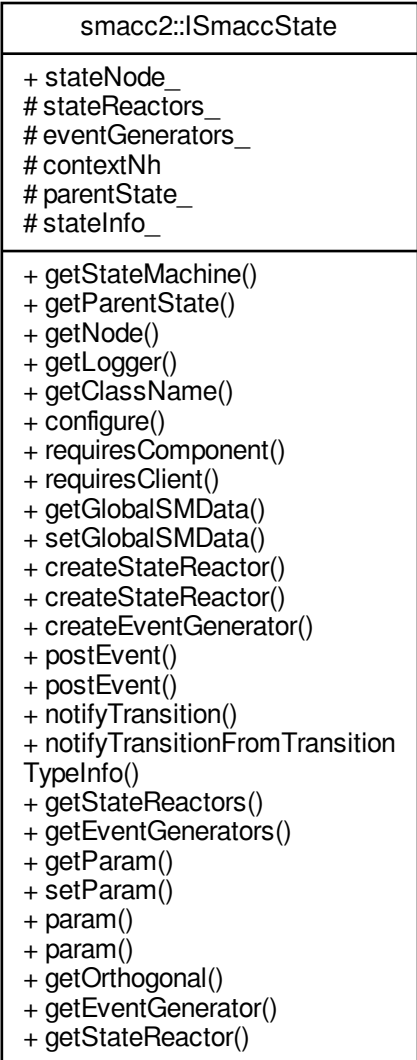 smacc2::ISmaccState
+ stateNode_
# stateReactors_
# eventGenerators_
# contextNh
# parentState_
# stateInfo_
+ getStateMachine()
+ getParentState()
+ getNode()
+ getLogger()
+ getClassName()
+ configure()
+ requiresComponent()
+ requiresClient()
+ getGlobalSMData()
+ setGlobalSMData()
+ createStateReactor()
+ createStateReactor()
+ createEventGenerator()
+ postEvent()
+ postEvent()
+ notifyTransition()
+ notifyTransitionFromTransition
TypeInfo()
+ getStateReactors()
+ getEventGenerators()
+ getParam()
+ setParam()
+ param()
+ param()
+ getOrthogonal()
+ getEventGenerator()
+ getStateReactor()